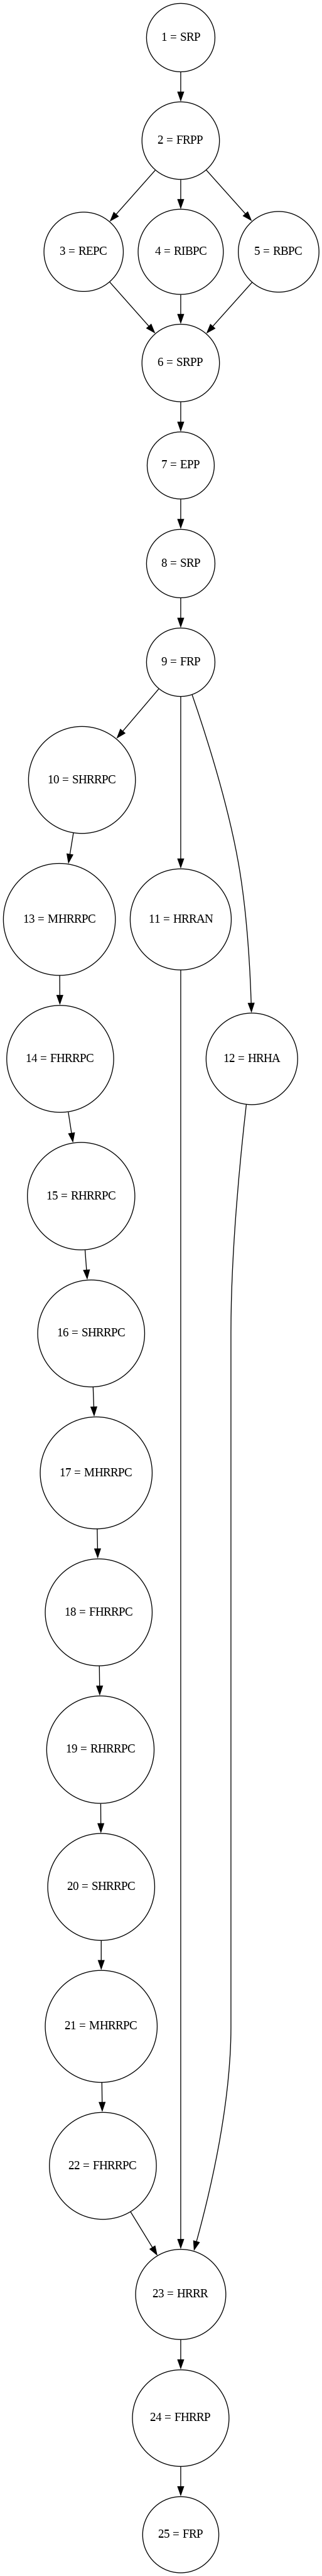 1 = SRP
2 = FRPP
3 = REPC
4 = RIBPC
5 = RBPC
6 = SRPP
7 = EPP
8 = SRP
9 = FRP
10 = SHRRPC
13 = MHRRPC
11 = HRRAN
14 = FHRRPC
12 = HRHA
15 = RHRRPC
16 = SHRRPC
17 = MHRRPC
18 = FHRRPC
19 = RHRRPC
20 = SHRRPC
21 = MHRRPC
22 = FHRRPC
23 = HRRR
24 = FHRRP
25 = FRP